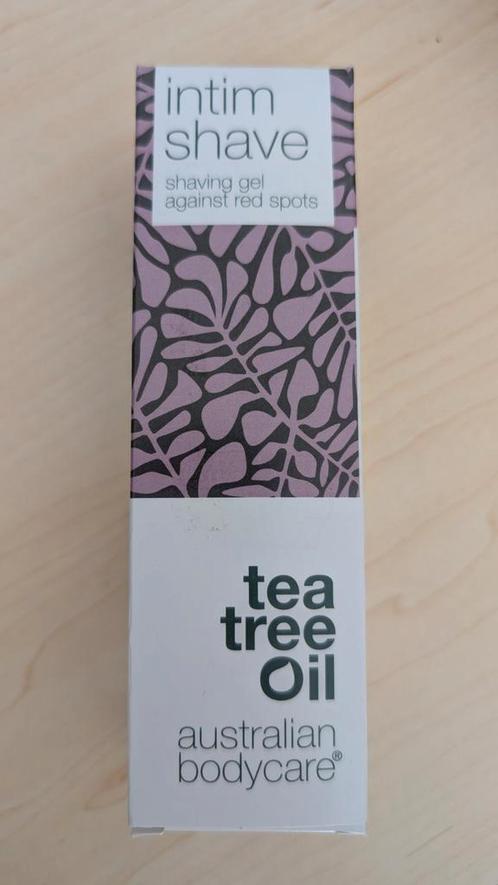 intim
shave
shaving gel
against red spots
tea
tree
Oil
australian
bodycare®